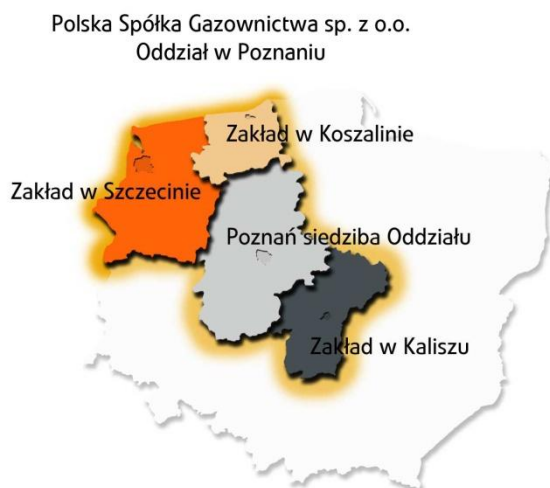 Polska Spółka Gazownictwa sp. z o.o.
Oddział w Poznaniu
Zakład w Koszalinie
Zakład w Szczecinie
Poznań siedziba Oddziału
Zakład w Kaliszu